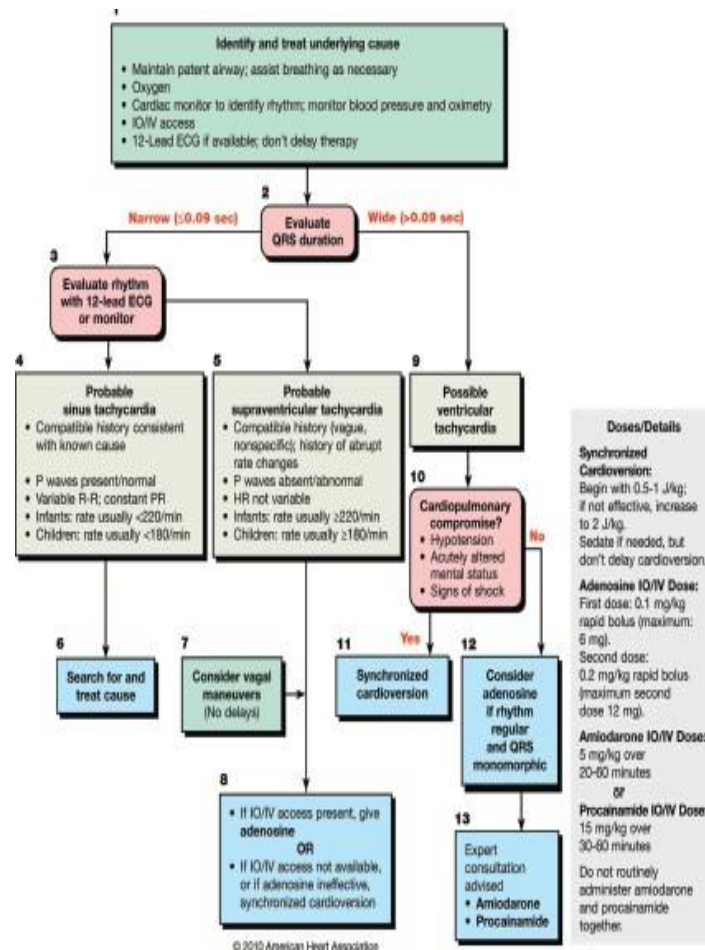 1
Identify and treat underlying cause
• Maintain patent airway; assist breathing as necessary
• Oxygen
• Cardiac monitor to identify rhythm; monitor blood pressure and oximetry
• IO/IV access
• 12-Lead ECG if available; don't delay therapy
2
Narrow (≤0.09 sec)
Evaluate
QRS duration
Wide (>0.09 sec)
3
Evaluate rhythm
with 12-lead ECG
or monitor
4
Probable
sinus tachycardia
• Compatible history consistent
with known cause
• P waves present/normal
• Variable R-R; constant PR
• Infants: rate usually <220/min
• Children: rate usually <180/min
5
Probable
supraventricular tachycardia
• Compatible history (vague,
nonspecific); history of abrupt
rate changes
• P waves absent/abnormal
• HR not variable
• Infants: rate usually ≥220/min
• Children: rate usually ≥180/min
9
Possible
ventricular
tachycardia
10
Cardiopulmonary
compromise?
• Hypotension
• Acutely altered
mental status
• Signs of shock
No
Yes
6
Search for and
treat cause
7
Consider vagal
maneuvers
(No delays)
11
Synchronized
cardioversion
12
Consider
adenosine
if rhythm
regular
and QRS
monomorphic
8
• If IO/IV access present, give
adenosine
OR
• If IO/IV access not available,
or if adenosine ineffective,
synchronized cardioversion
13
Expert
consultation
advised
• Amiodarone
• Procainamide
Doses/Details
Synchronized
Cardioversion:
Begin with 0.5-1 J/kg;
if not effective, increase
to 2 J/kg.
Sedate if needed, but
don't delay cardioversion.
Adenosine IO/IV Dose:
First dose: 0.1 mg/kg
rapid bolus (maximum:
6 mg).
Second dose:
0.2 mg/kg rapid bolus
(maximum second
dose 12 mg).
Amiodarone IO/IV Dose:
5 mg/kg over
20-60 minutes
or
Procainamide IO/IV Dose:
15 mg/kg over
30-60 minutes
Do not routinely
administer amiodarone
and procainamide
together.
© 2010 American Heart Association